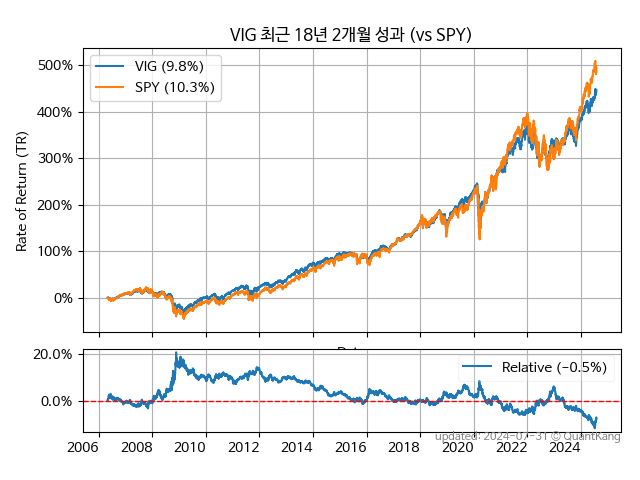 VIG 최근 18년 2개월 성과 (vs SPY)
VIG (9.8%)
SPY (10.3%)
Rate of Return (TR)
500%
400%
300%
200%
100%
0%
20.0%
0.0%
Relative (−0.5%)
2006 2008 2010 2012 2014 2016 2018 2020 2022 2024
updated: 2024-07-31 © QuantKang